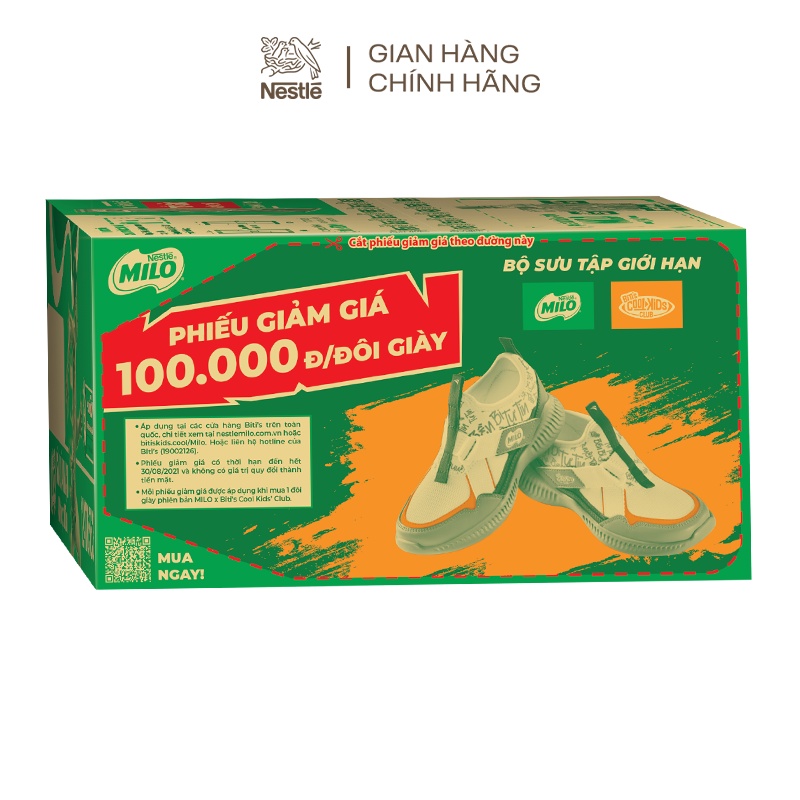 Nestlé
GIAN HÀNG
CHÍNH HÃNG
Cắt phiếu giảm giá theo đường này
Nestlé
MILO
BỘ SƯU TẬP GIỚI HẠN
Nestlé
MILO
Biti's
COOL KIDS
CLUB
PHIẾU GIẢM GIÁ
100.000 Đ/ĐÔI GIÀY
• Áp dụng tại các cửa hàng Biti's trên toàn
quốc, chi tiết xem tại nestlemilo.com.vn hoặc
bitiskids.cool/Milo. Hoặc liên hệ hotline của
Biti's (19002126).
• Phiếu giảm giá có thời hạn đến hết
30/08/2021 và không có giá trị quy đổi thành
tiền mặt.
• Mỗi phiếu giảm giá được áp dụng khi mua 1 đôi
giày phiên bản MILO x Biti's Cool Kids' Club.
MILO
MUA
NGAY!